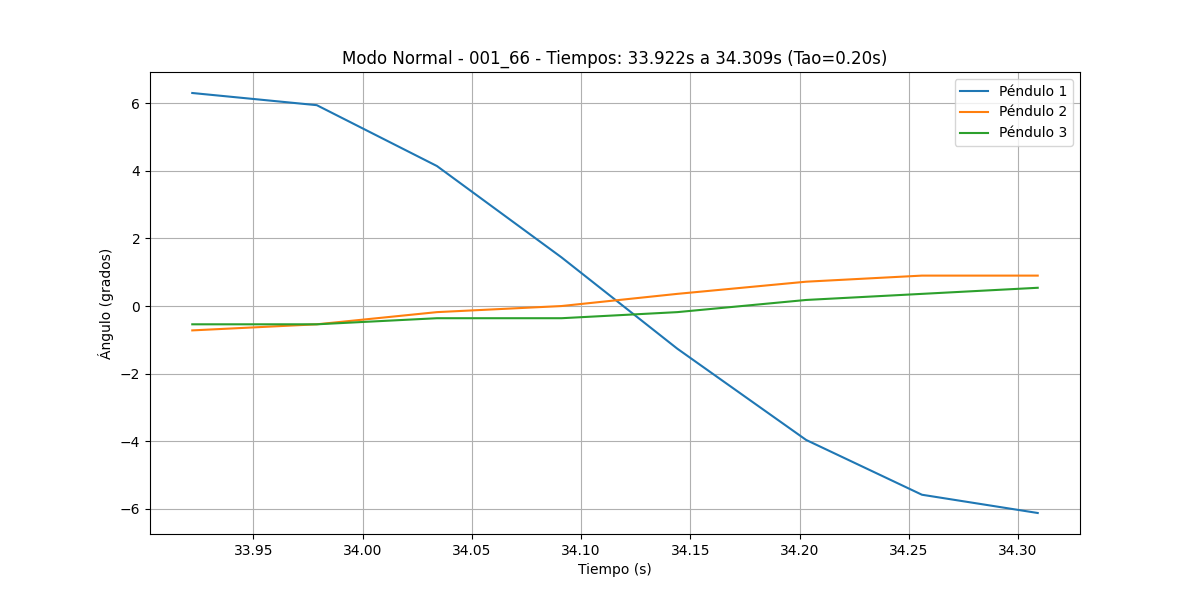 Modo Normal - 001_66 - Tiempos: 33.922s a 34.309s (Tao=0.20s)
Péndulo 1
Péndulo 2
Péndulo 3
Ángulo (grados)
6
4
2
0
−2
−4
−6
33.95 34.00 34.05 34.10 34.15 34.20 34.25 34.30
Tiempo (s)